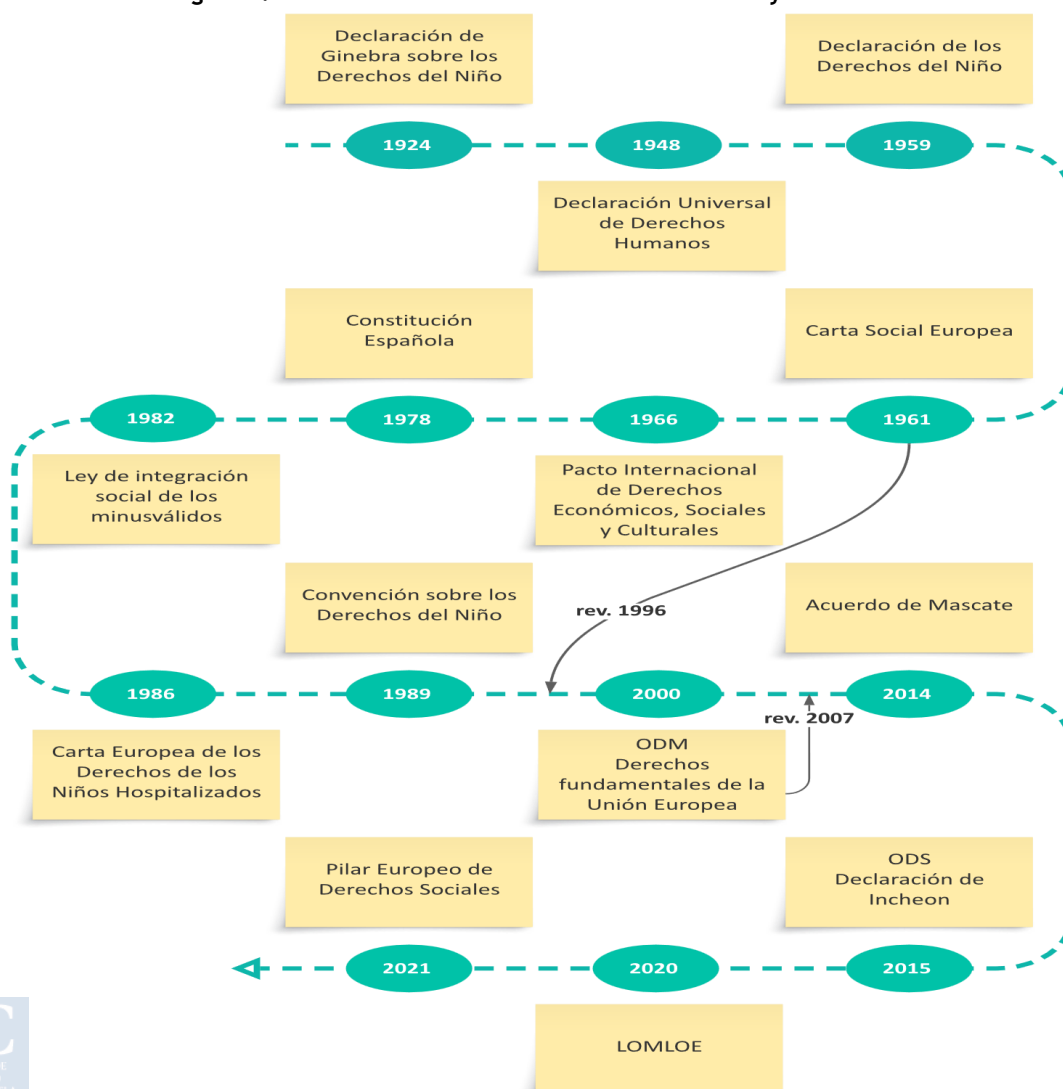 Declaración de
Ginebra sobre los
Derechos del Niño
Declaración de los
Derechos del Niño
1924
1948
1959
Declaración Universal
de Derechos
Humanos
Constitución
Española
Carta Social Europea
1982
1978
1966
1961
Ley de integración
social de los
minusválidos
Pacto Internacional
de Derechos
Económicos, Sociales
y Culturales
Convención sobre los
Derechos del Niño
rev. 1996
Acuerdo de Mascate
1986
1989
2000
2014
rev. 2007
Carta Europea de los
Derechos de los
Niños Hospitalizados
ODM
Derechos
fundamentales de la
Unión Europea
Pilar Europeo de
Derechos Sociales
ODS
Declaración de
Incheon
2021
2020
2015
LOMLOE